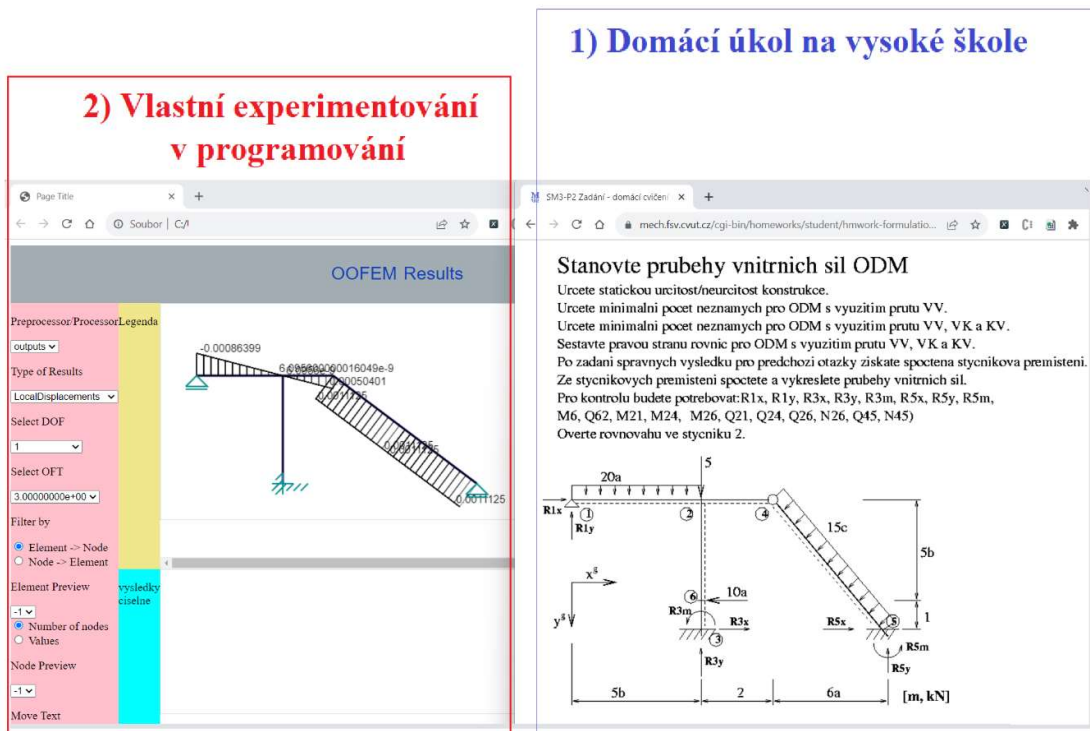 1) Domácí úkol na vysoké škole
2) Vlastní experimentování
v programování
Page Title
Soubor | C:/
OOFEM Results
Preprocessor/Processor
Legenda
outputs
Type of Results
LocalDisplacements
Select DOF
1
Select OFT
3.00000000e+00
Filter by
Element -> Node
Node -> Element
Element Preview
-1
Number of nodes
Values
Node Preview
-1
Move Text
vysledky
ciselne
-0.00086399
0.0011125
SM3-P2 Zadání - domácí cvičení
mech.fsv.cvut.cz/cgi-bin/homeworks/student/hmwork-formulatio...
Stanovte prubehy vnitrnich sil ODM
Urcete statickou urcitost/neurcitost konstrukce.
Urcete minimalni pocet neznamych pro ODM s vyuzitim prutu VV.
Urcete minimalni pocet neznamych pro ODM s vyuzitim prutu VV, VK a KV.
Sestavte pravou stranu rovnic pro ODM s vyuzitim prutu VV, VK a KV.
Po zadani spravnych vysledku pro predchozi otazky ziskate spoctena stycnikova premisteni.
Ze stycnikovych premisteni spoctete a vykreslete prubehy vnitrnich sil.
Pro kontrolu budete potrebovat:R1x, R1y, R3x, R3y, R3m, R5x, R5y, R5m,
M6, Q62, M21, M24, M26, Q21, Q24, Q26, N26, Q45, N45)
Overte rovnovahu ve stycniku 2.
5
20a
R1x
1
2
4
R1y
15c
5b
x g
6
10a
1
y g
R3m
R3x
R5x
5
3
R5m
R3y
R5y
5b
2
6a
[m, kN]